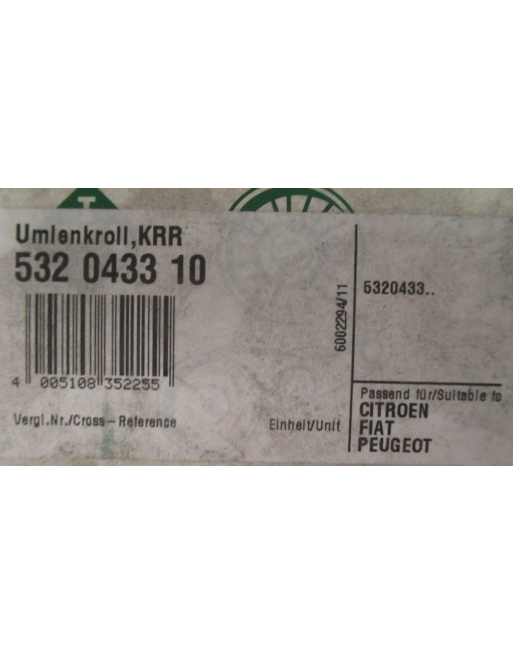 Umlenkroll,KRR
532 0433 10
4 005108 352255
Vergl.Nr./Cross-Reference
Einheit/Unit
6002294/11
5320433..
Passend für/Suitable to
CITROEN
FIAT
PEUGEOT